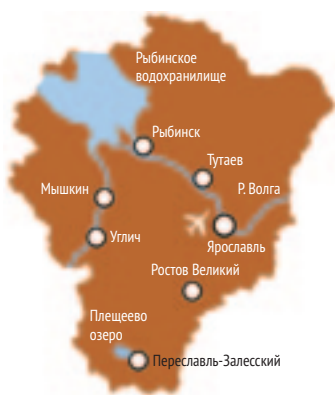 Рыбинское
водохранилище
Рыбинск
Тутаев
Мышкин
Р. Волга
Углич
Ярославль
Ростов Великий
Плещеево
озеро
Переславль-Залесский